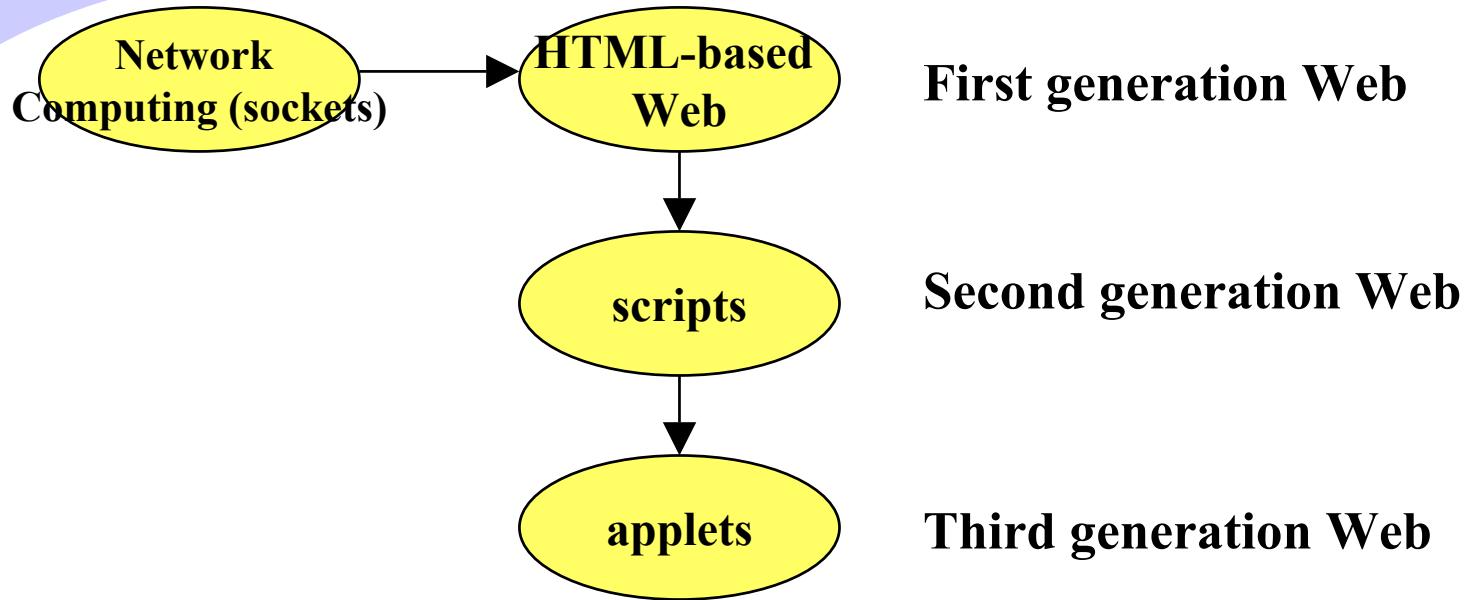 Network
Computing (sockets)
HTML-based
Web
First generation Web
scripts
Second generation Web
applets
Third generation Web